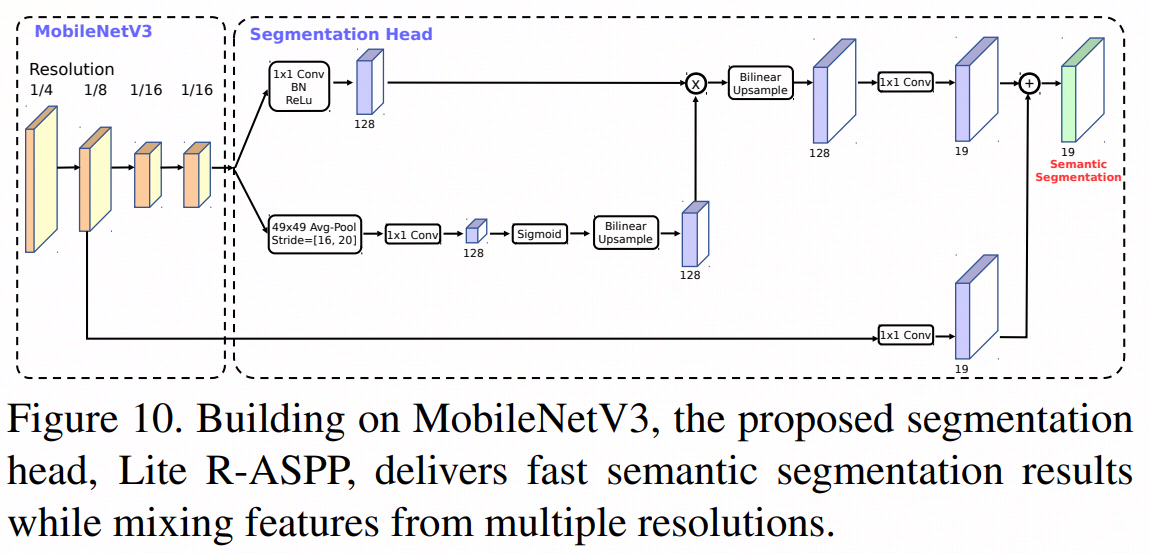 MobileNetV3
Segmentation Head
Resolution
1/4 1/8 1/16 1/16
1x1 Conv
BN
ReLu
128
x
Bilinear
Upsample
128
1x1 Conv
19
+
19
Semantic
Segmentation
49x49 Avg-Pool
Stride=[16, 20]
1x1 Conv
128
Sigmoid
Bilinear
Upsample
128
1x1 Conv
19
Figure 10. Building on MobileNetV3, the proposed segmentation
head, Lite R-ASPP, delivers fast semantic segmentation results
while mixing features from multiple resolutions.